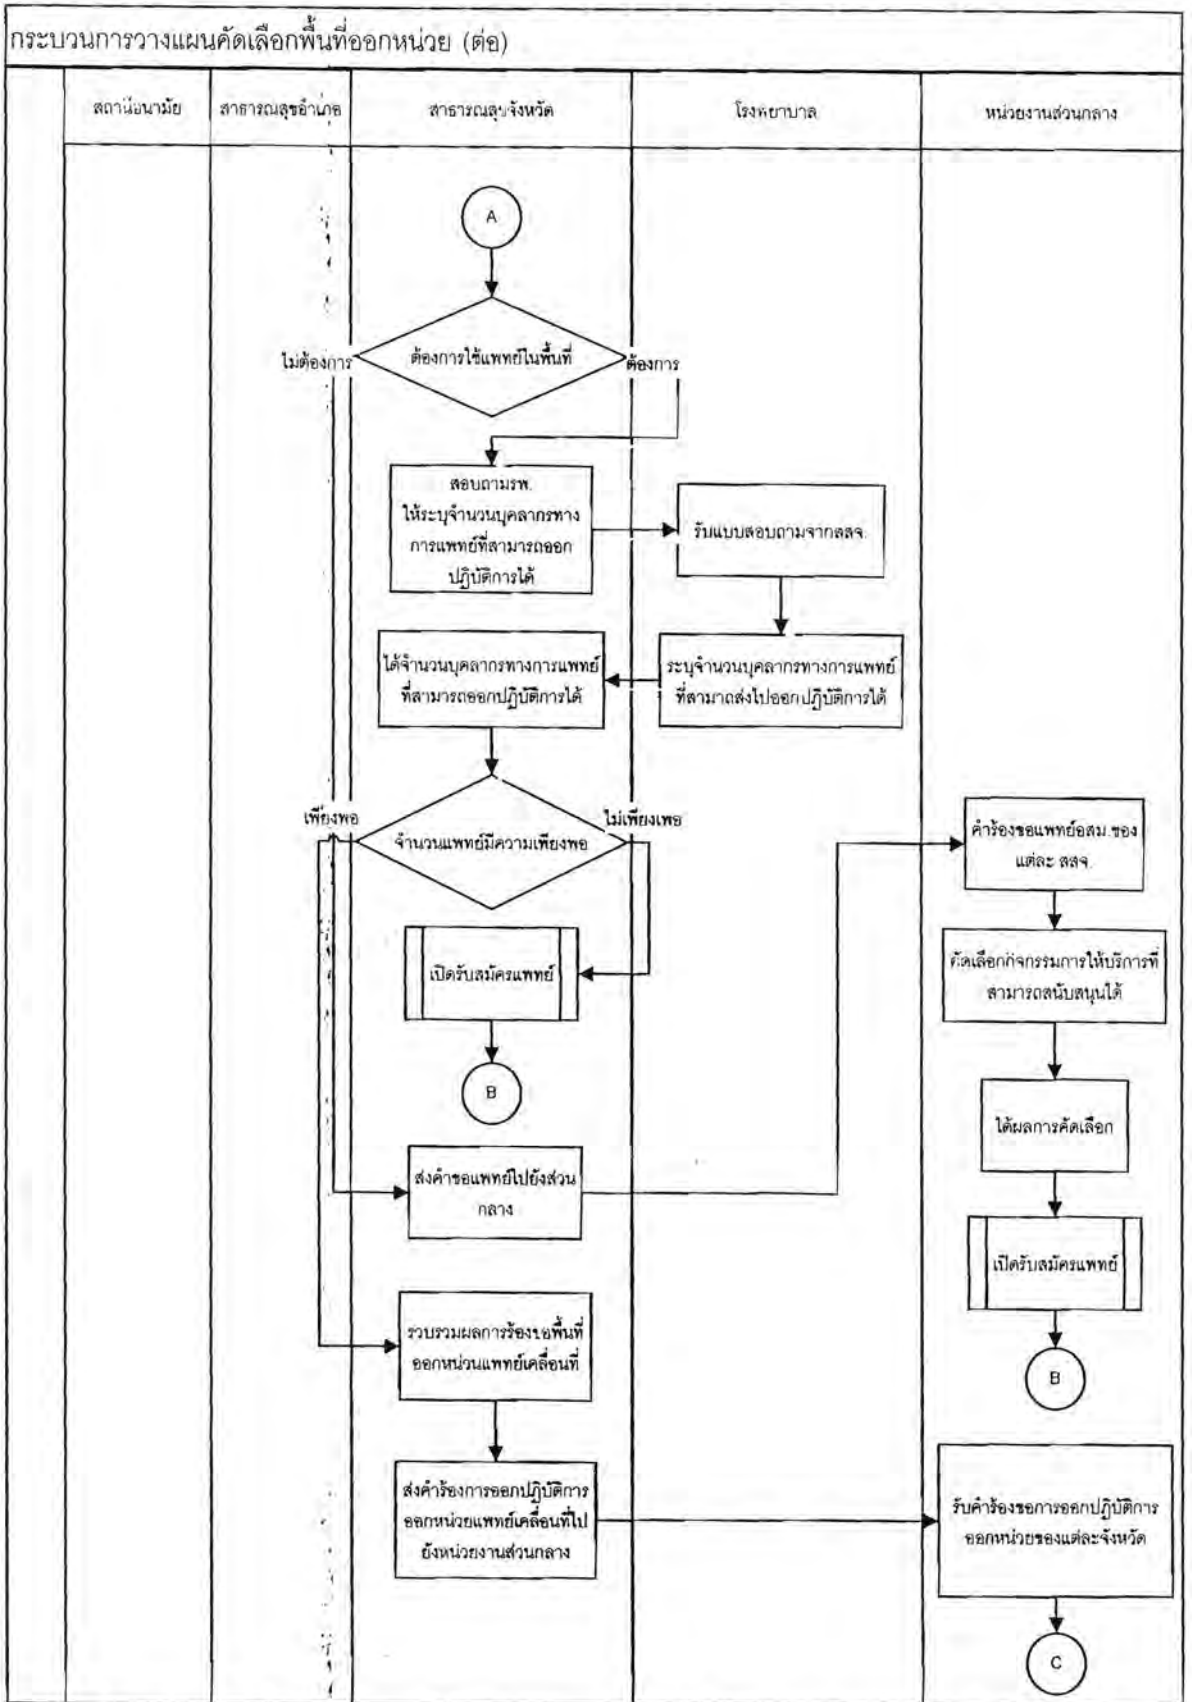 กระบวนการวางแผนคัดเลือกพื้นที่ออกหน่วย (ต่อ)
สถานีอนามัย
สาธารณสุขอำเภอ
สาธารณสุขจังหวัด
โรงพยาบาล
หน่วยงานส่วนกลาง
A
ต้องการใช้แพทย์ในพื้นที่
ไม่ต้องการ
ต้องการ
สอบถามรพ.
ให้ระบุจำนวนบุคลากรทาง
การแพทย์ที่สามารถออก
ปฏิบัติการได้
รับแบบสอบถามจากสสจ.
ระบุจำนวนบุคลากรทางการแพทย์
ที่สามาถส่งไปออกปฏิบัติการได้
ได้จำนวนบุคลากรทางการแพทย์
ที่สามารถออกปฏิบัติการได้
จำนวนแพทย์มีความเพียงพอ
เพียงพอ
ไม่เพียงเพอ
เปิดรับสมัครแพทย์
B
ส่งคำขอแพทย์ไปยังส่วน
กลาง
คำร้องขอแพทย์อสม.ของ
แต่ละ สสจ.
คัดเลือกกิจกรรมการให้บริการที่
สามารถสนับสนุนได้
ได้ผลการคัดเลือก
เปิดรับสมัครแพทย์
B
รวบรวมผลการร้องขอพื้นที่
ออกหน่วนแพทย์เคลื่อนที่
ส่งคำร้องการออกปฏิบัติการ
ออกหน่วยแพทย์เคลื่อนที่ไป
ยังหน่วยงานส่วนกลาง
รับคำร้องขอการออกปฏิบัติการ
ออกหน่วยของแต่ละจังหวัด
C